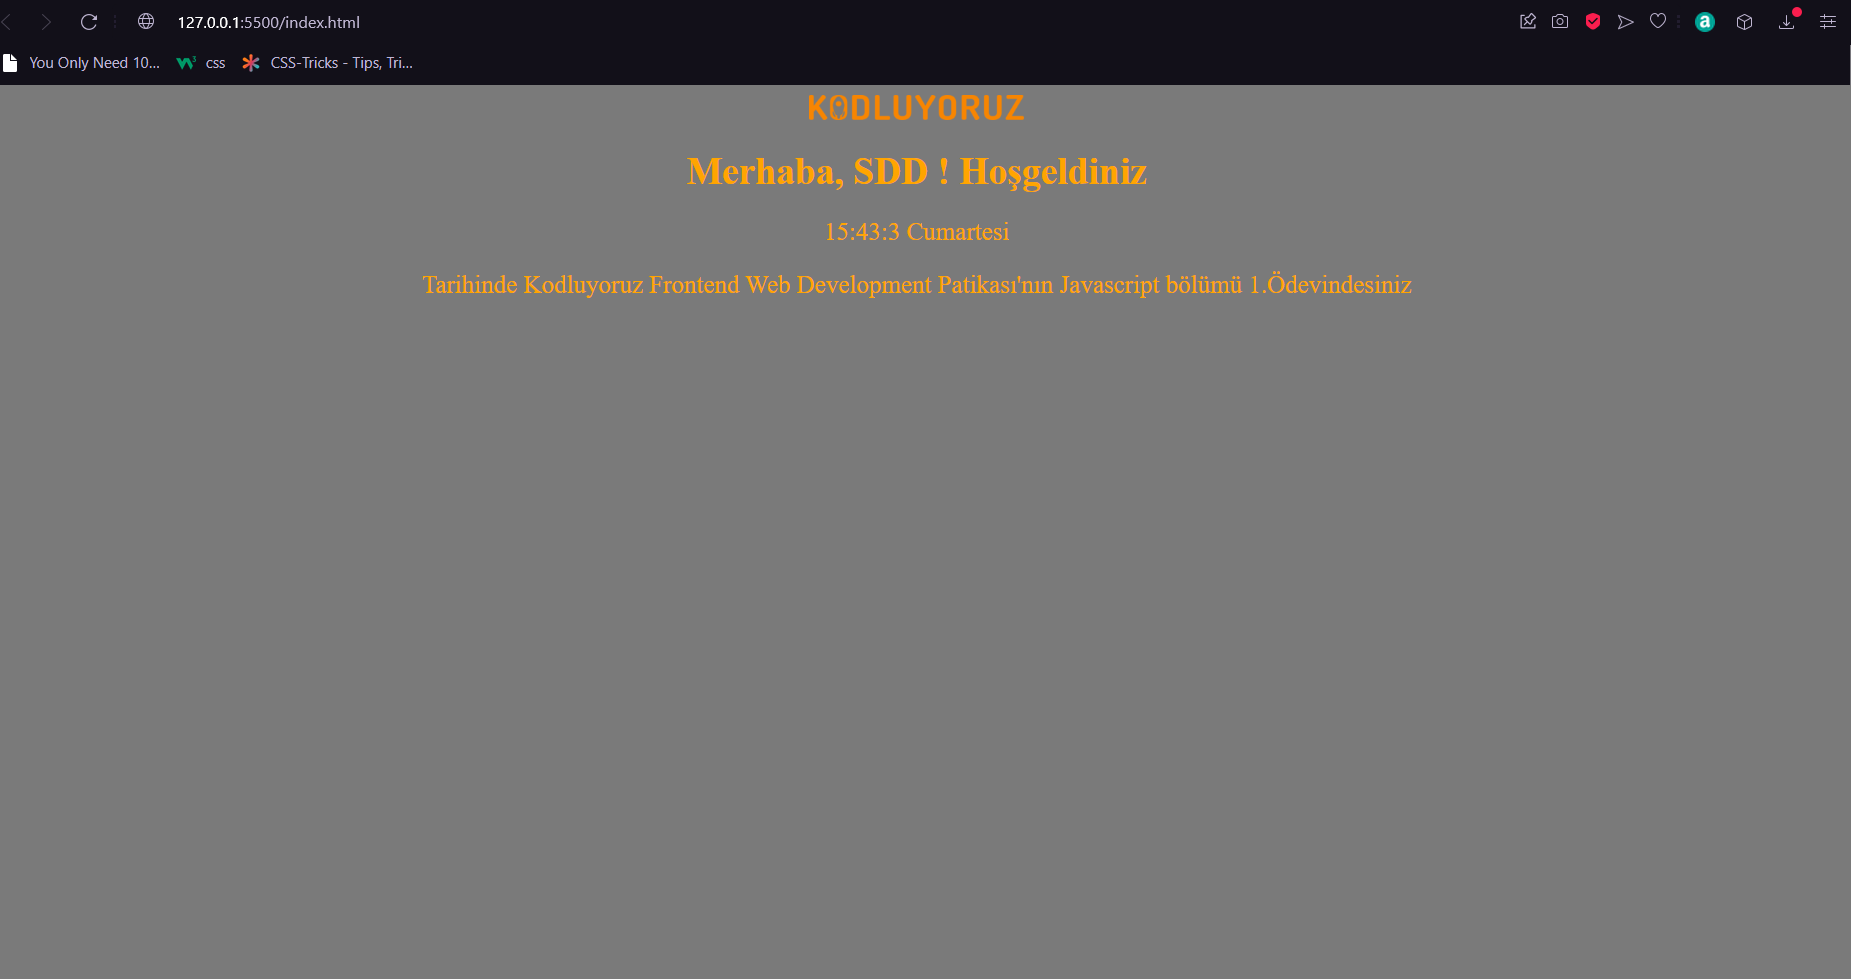 127.0.0.1:5500/index.html
You Only Need 10... css CSS-Tricks - Tips, Tri...
KODLUYORUZ
Merhaba, SDD ! Hoşgeldiniz
15:43:3 Cumartesi
Tarihinde Kodluyoruz Frontend Web Development Patikası'nın Javascript bölümü 1.Ödevindesiniz